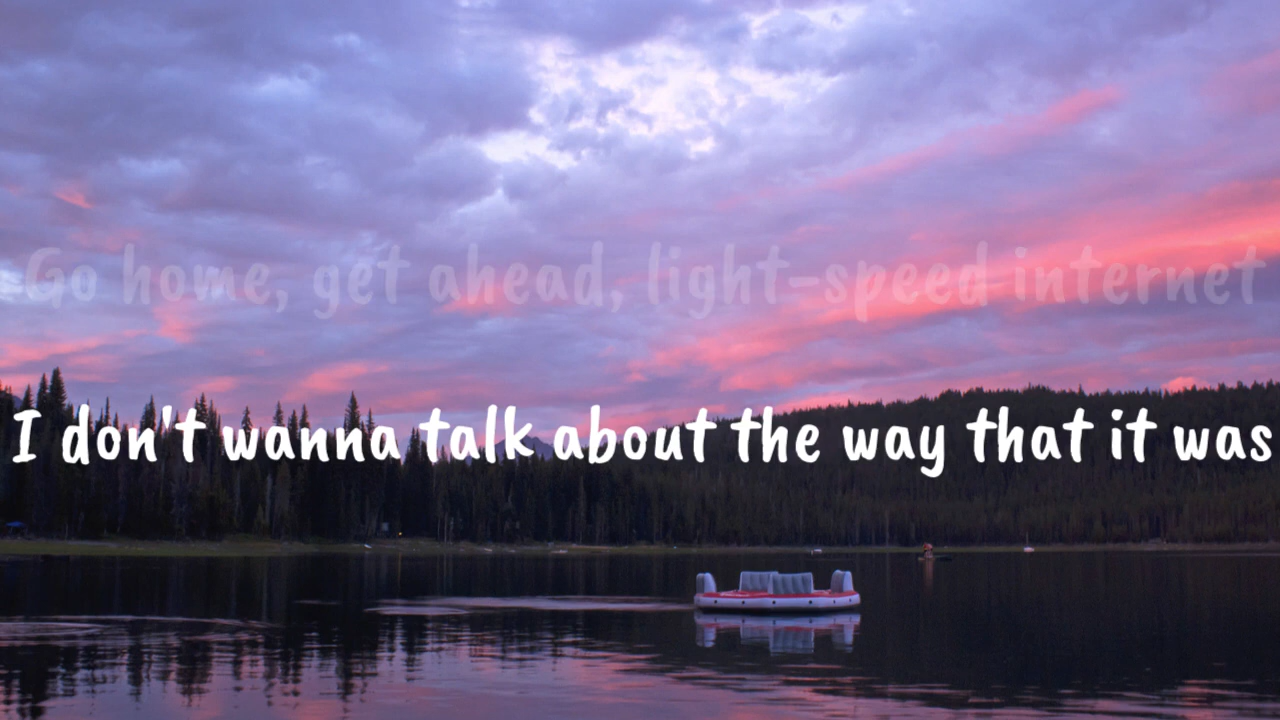 Go home, get ahead, light-speed internet
I don't wanna talk about the way that it was